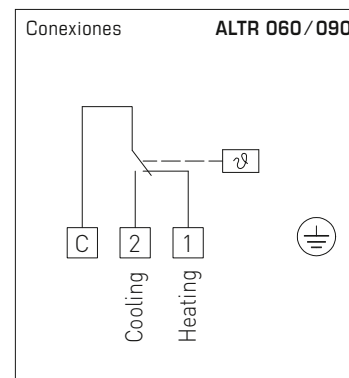 Conexiones ALTR 060/090
ϑ
C 2 1
Cooling
Heating